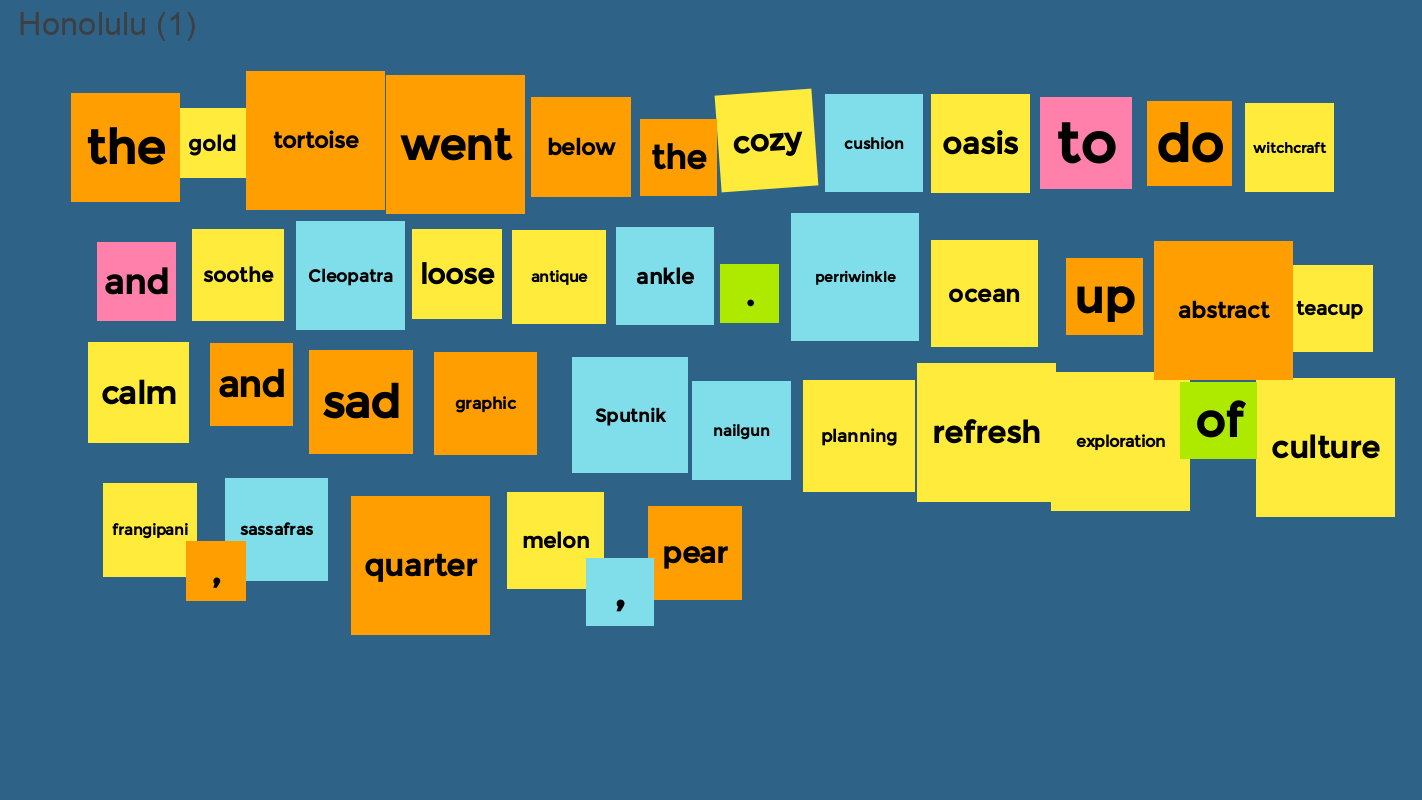 Honolulu (1)
the gold tortoise went below the cozy cushion oasis to do witchcraft
and soothe Cleopatra loose antique ankle . perriwinkle ocean up abstract teacup
calm and sad graphic Sputnik nailgun planning refresh exploration of culture
frangipani , sassafras quarter melon , pear